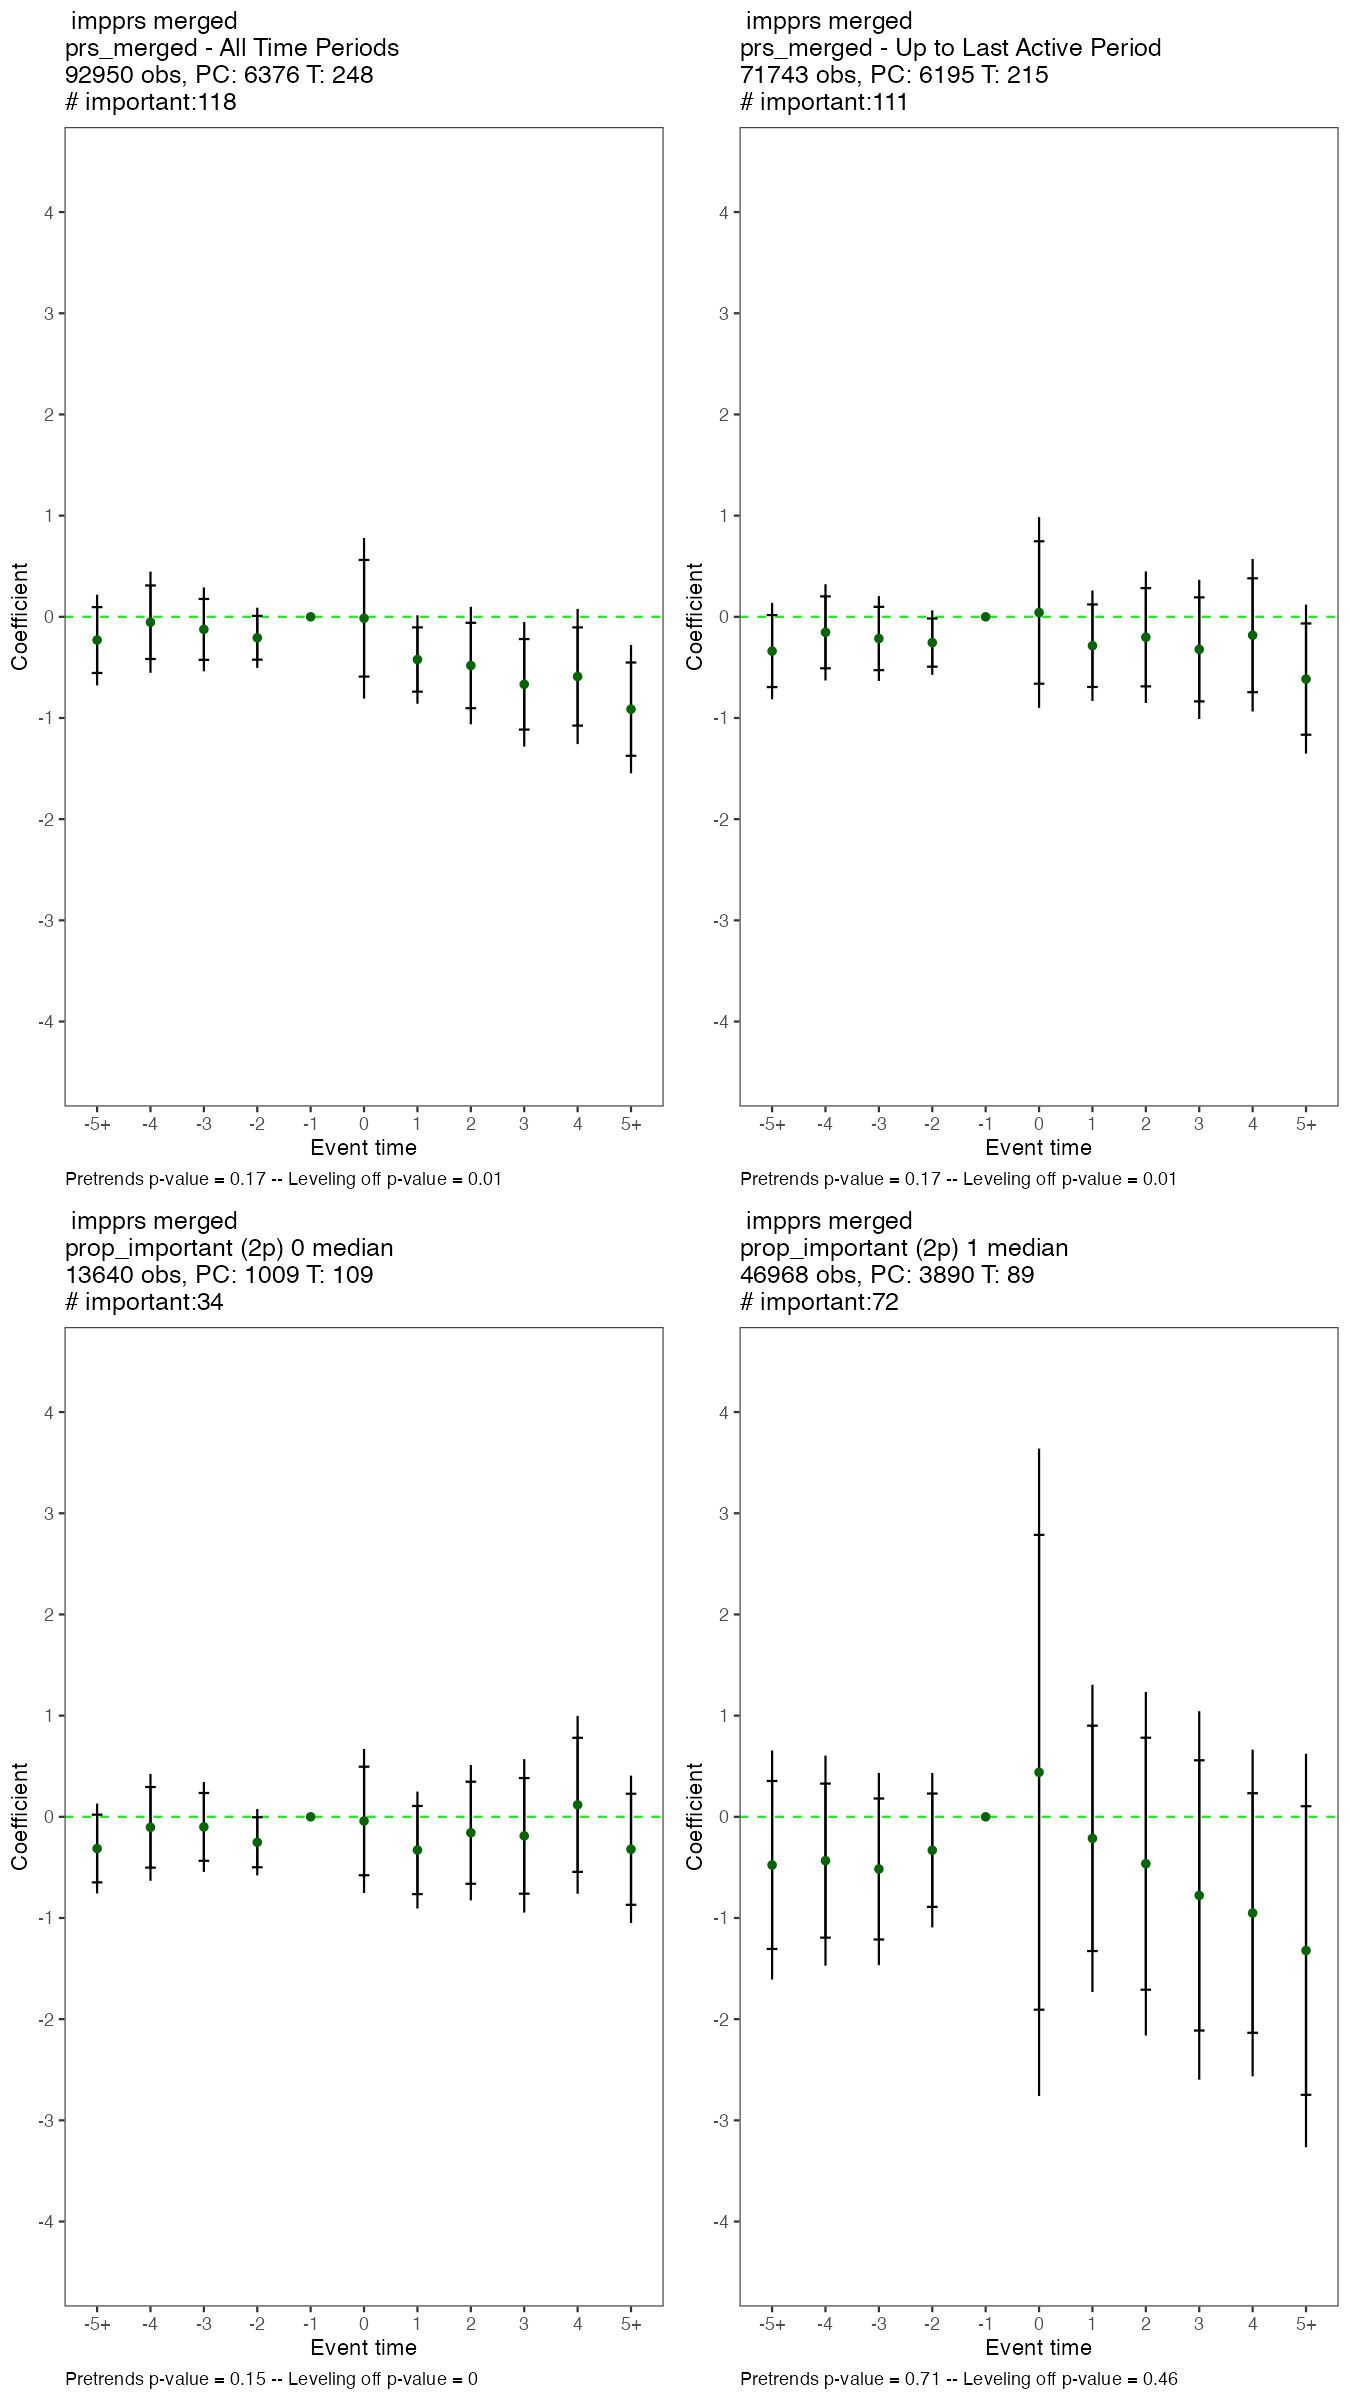 impprs merged
prs_merged - All Time Periods
92950 obs, PC: 6376 T: 248
# important:118
4
3
2
1
0
-1
-2
-3
-4
Coefficient
-5+ -4 -3 -2 -1 0 1 2 3 4 5+
Event time
Pretrends p-value = 0.17 -- Leveling off p-value = 0.01
impprs merged
prs_merged - Up to Last Active Period
71743 obs, PC: 6195 T: 215
# important:111
4
3
2
1
0
-1
-2
-3
-4
Coefficient
-5+ -4 -3 -2 -1 0 1 2 3 4 5+
Event time
Pretrends p-value = 0.17 -- Leveling off p-value = 0.01
impprs merged
prop_important (2p) 0 median
13640 obs, PC: 1009 T: 109
# important:34
4
3
2
1
0
-1
-2
-3
-4
Coefficient
-5+ -4 -3 -2 -1 0 1 2 3 4 5+
Event time
Pretrends p-value = 0.15 -- Leveling off p-value = 0
impprs merged
prop_important (2p) 1 median
46968 obs, PC: 3890 T: 89
# important:72
4
3
2
1
0
-1
-2
-3
-4
Coefficient
-5+ -4 -3 -2 -1 0 1 2 3 4 5+
Event time
Pretrends p-value = 0.71 -- Leveling off p-value = 0.46